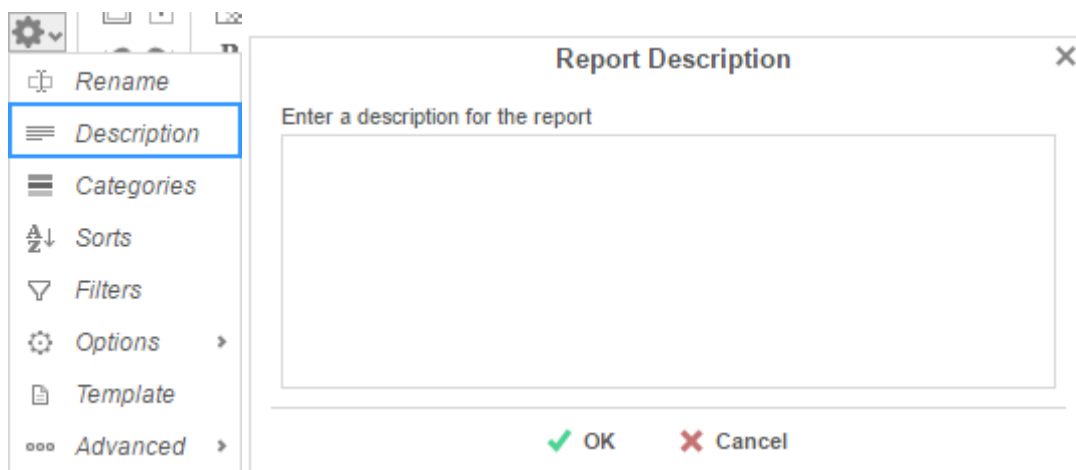 Rename
Description
Categories
Sorts
Filters
Options
Template
Advanced
Report Description
Enter a description for the report
OK
Cancel